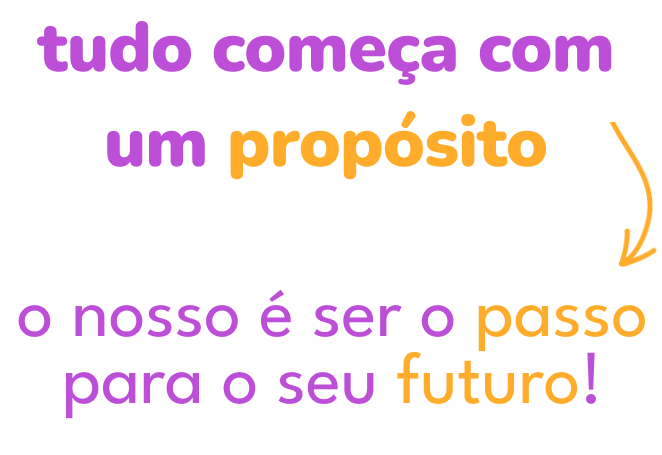 tudo começa com
um propósito
o nosso é ser o passo
para o seu futuro!